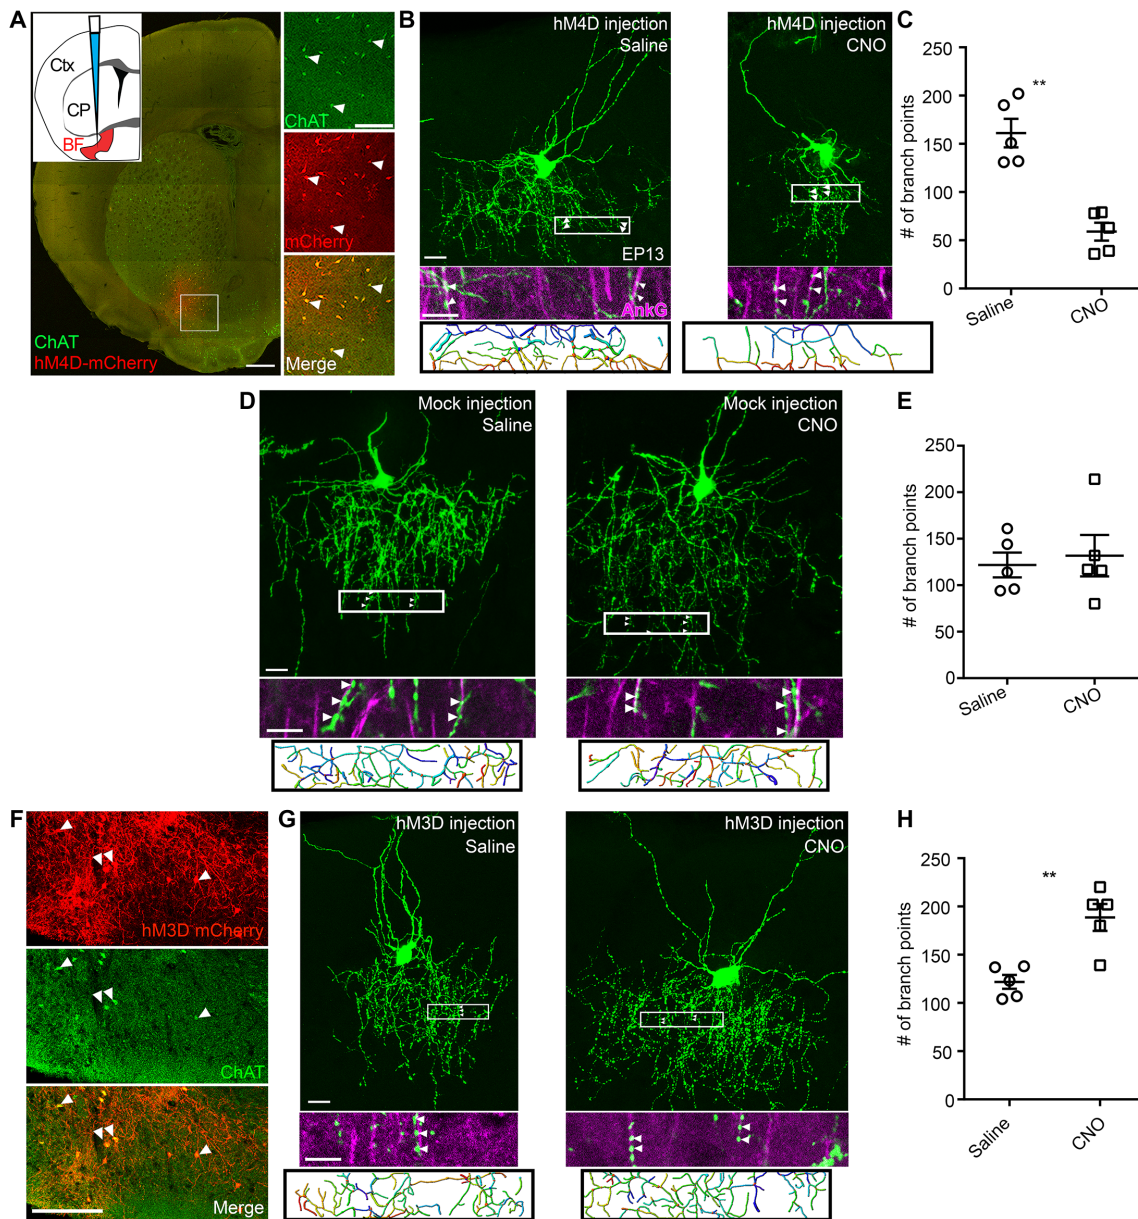 A
Ctx
CP
BF
ChAT
hM4D-mCherry
ChAT
mCherry
Merge
B
hM4D injection
Saline
EP13
AnkG
hM4D injection
CNO
C
# of branch points
250
200
150
100
50
0
**
Saline
CNO
D
Mock injection
Saline
Mock injection
CNO
E
# of branch points
250
200
150
100
50
0
Saline
CNO
F
hM3D mCherry
ChAT
Merge
G
hM3D injection
Saline
hM3D injection
CNO
H
# of branch points
250
200
150
100
50
0
**
Saline
CNO